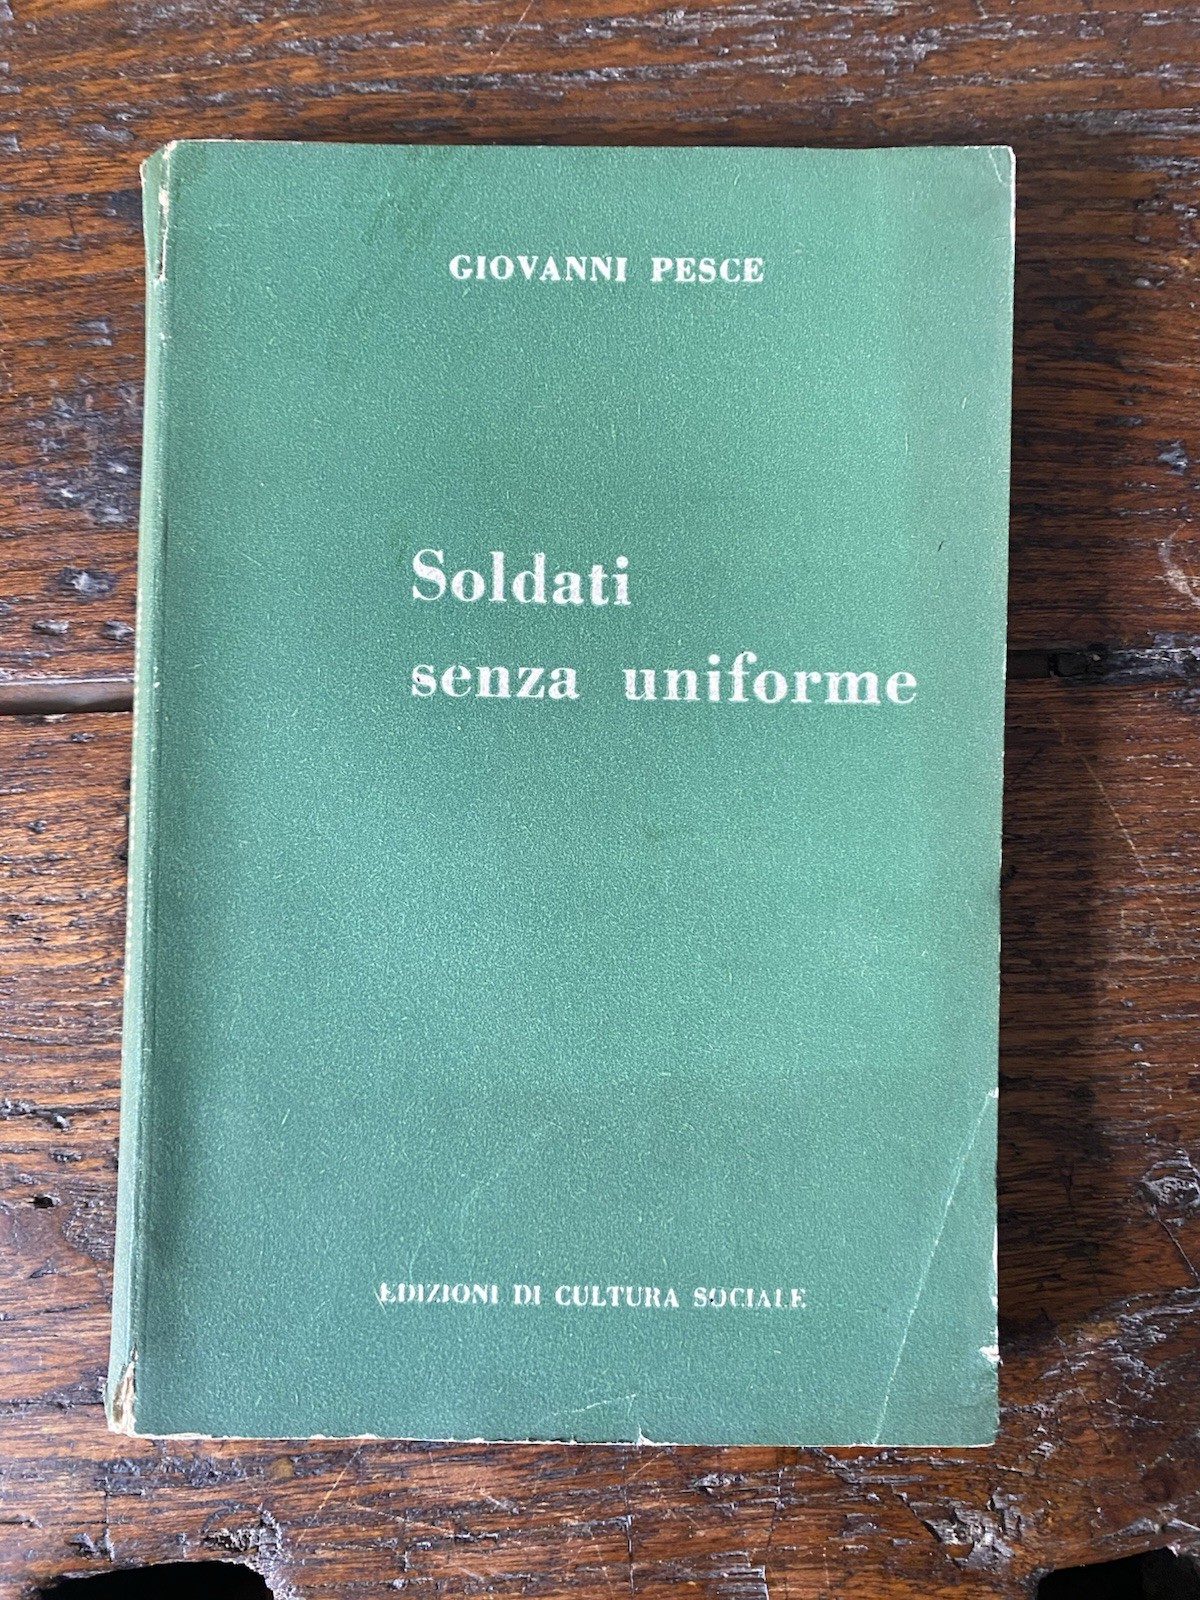 GIOVANNI PESCE
Soldati
senza uniforme
EDIZIONI DI CULTURA SOCIALE